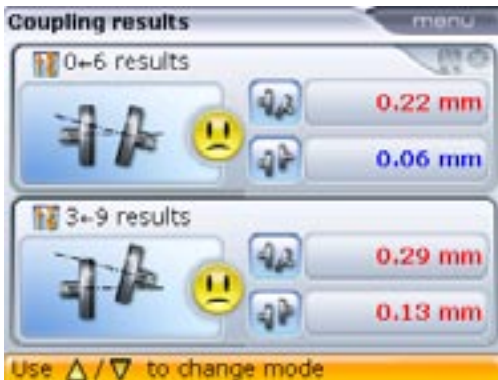 Coupling results
menu
0←6 results
0.22 mm
0.06 mm
3←9 results
0.29 mm
0.13 mm
Use △/▽ to change mode